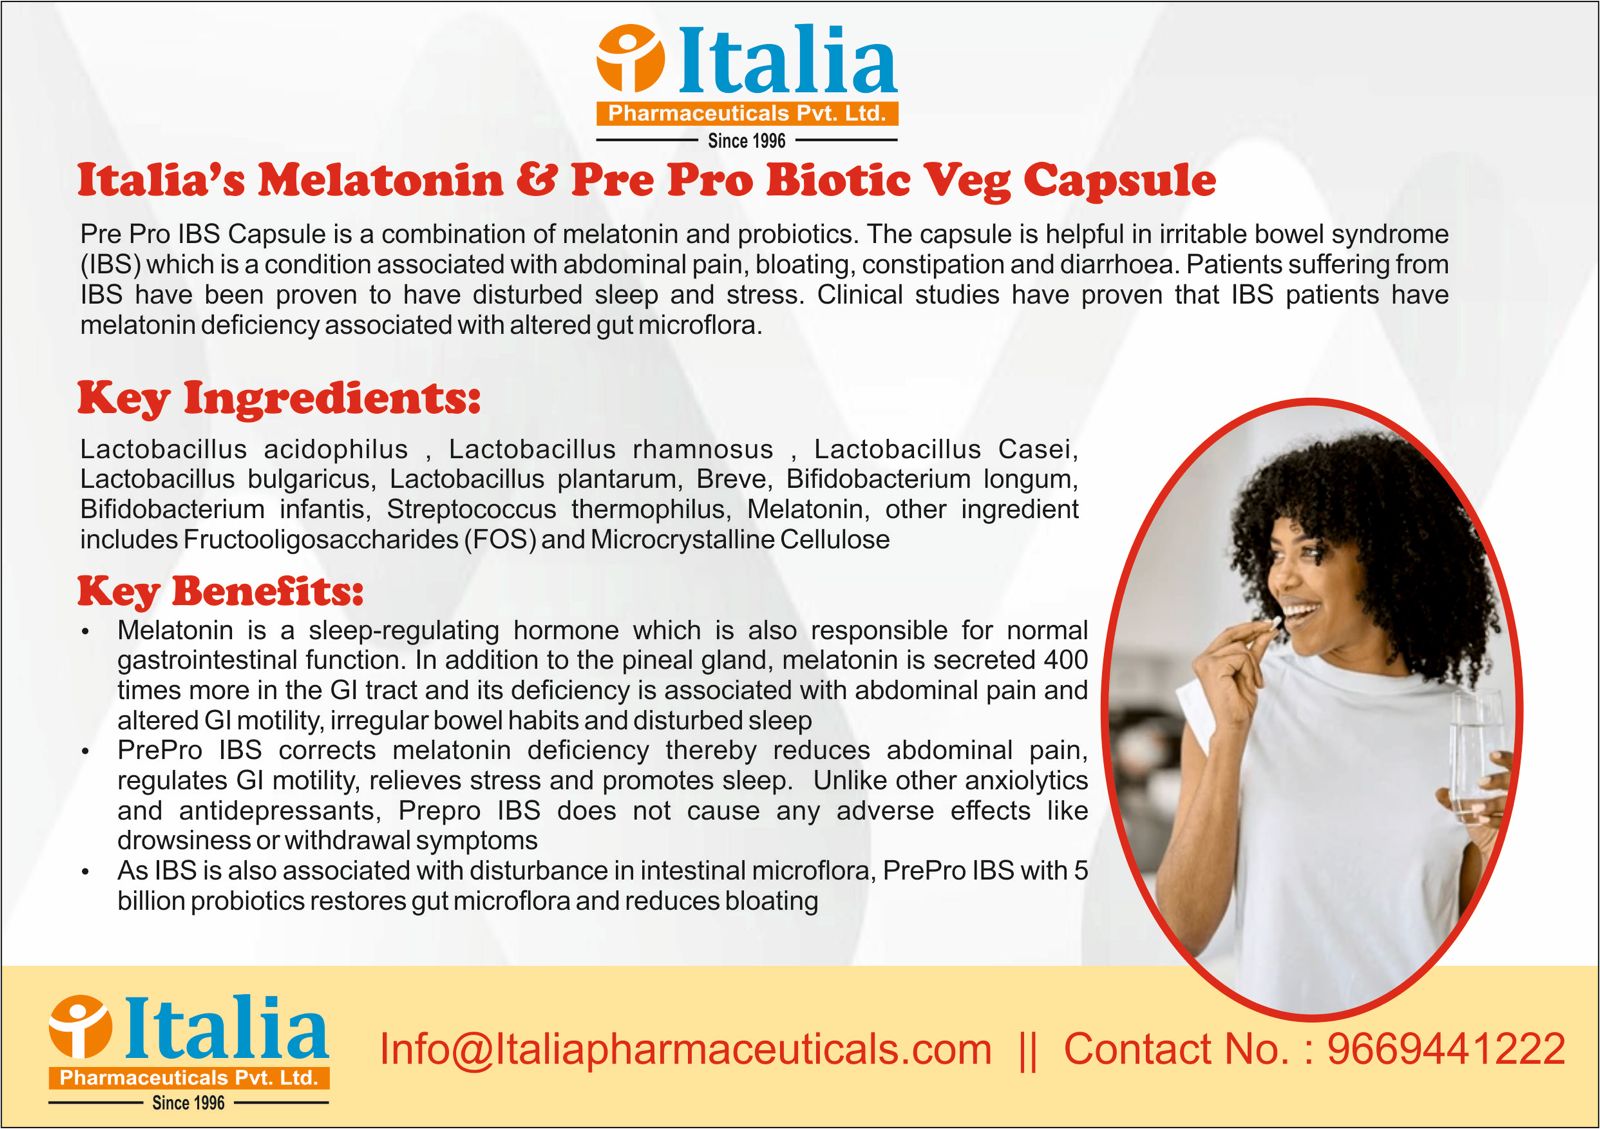 Italia
Pharmaceuticals Pvt. Ltd.
Since 1996
Italia's Melatonin & Pre Pro Biotic Veg Capsule
Pre Pro IBS Capsule is a combination of melatonin and probiotics. The capsule is helpful in irritable bowel syndrome
(IBS) which is a condition associated with abdominal pain, bloating, constipation and diarrhoea. Patients suffering from
IBS have been proven to have disturbed sleep and stress. Clinical studies have proven that IBS patients have
melatonin deficiency associated with altered gut microflora.
Key Ingredients:
Lactobacillus acidophilus , Lactobacillus rhamnosus , Lactobacillus Casei,
Lactobacillus bulgaricus, Lactobacillus plantarum, Breve, Bifidobacterium longum,
Bifidobacterium infantis, Streptococcus thermophilus, Melatonin, other ingredient
includes Fructooligosaccharides (FOS) and Microcrystalline Cellulose
Key Benefits:
• Melatonin is a sleep-regulating hormone which is also responsible for normal
gastrointestinal function. In addition to the pineal gland, melatonin is secreted 400
times more in the GI tract and its deficiency is associated with abdominal pain and
altered GI motility, irregular bowel habits and disturbed sleep
• PrePro IBS corrects melatonin deficiency thereby reduces abdominal pain,
regulates GI motility, relieves stress and promotes sleep. Unlike other anxiolytics
and antidepressants, Prepro IBS does not cause any adverse effects like
drowsiness or withdrawal symptoms
• As IBS is also associated with disturbance in intestinal microflora, PrePro IBS with 5
billion probiotics restores gut microflora and reduces bloating
Italia
Pharmaceuticals Pvt. Ltd.
Since 1996
Info@Italiapharmaceuticals.com || Contact No. : 9669441222